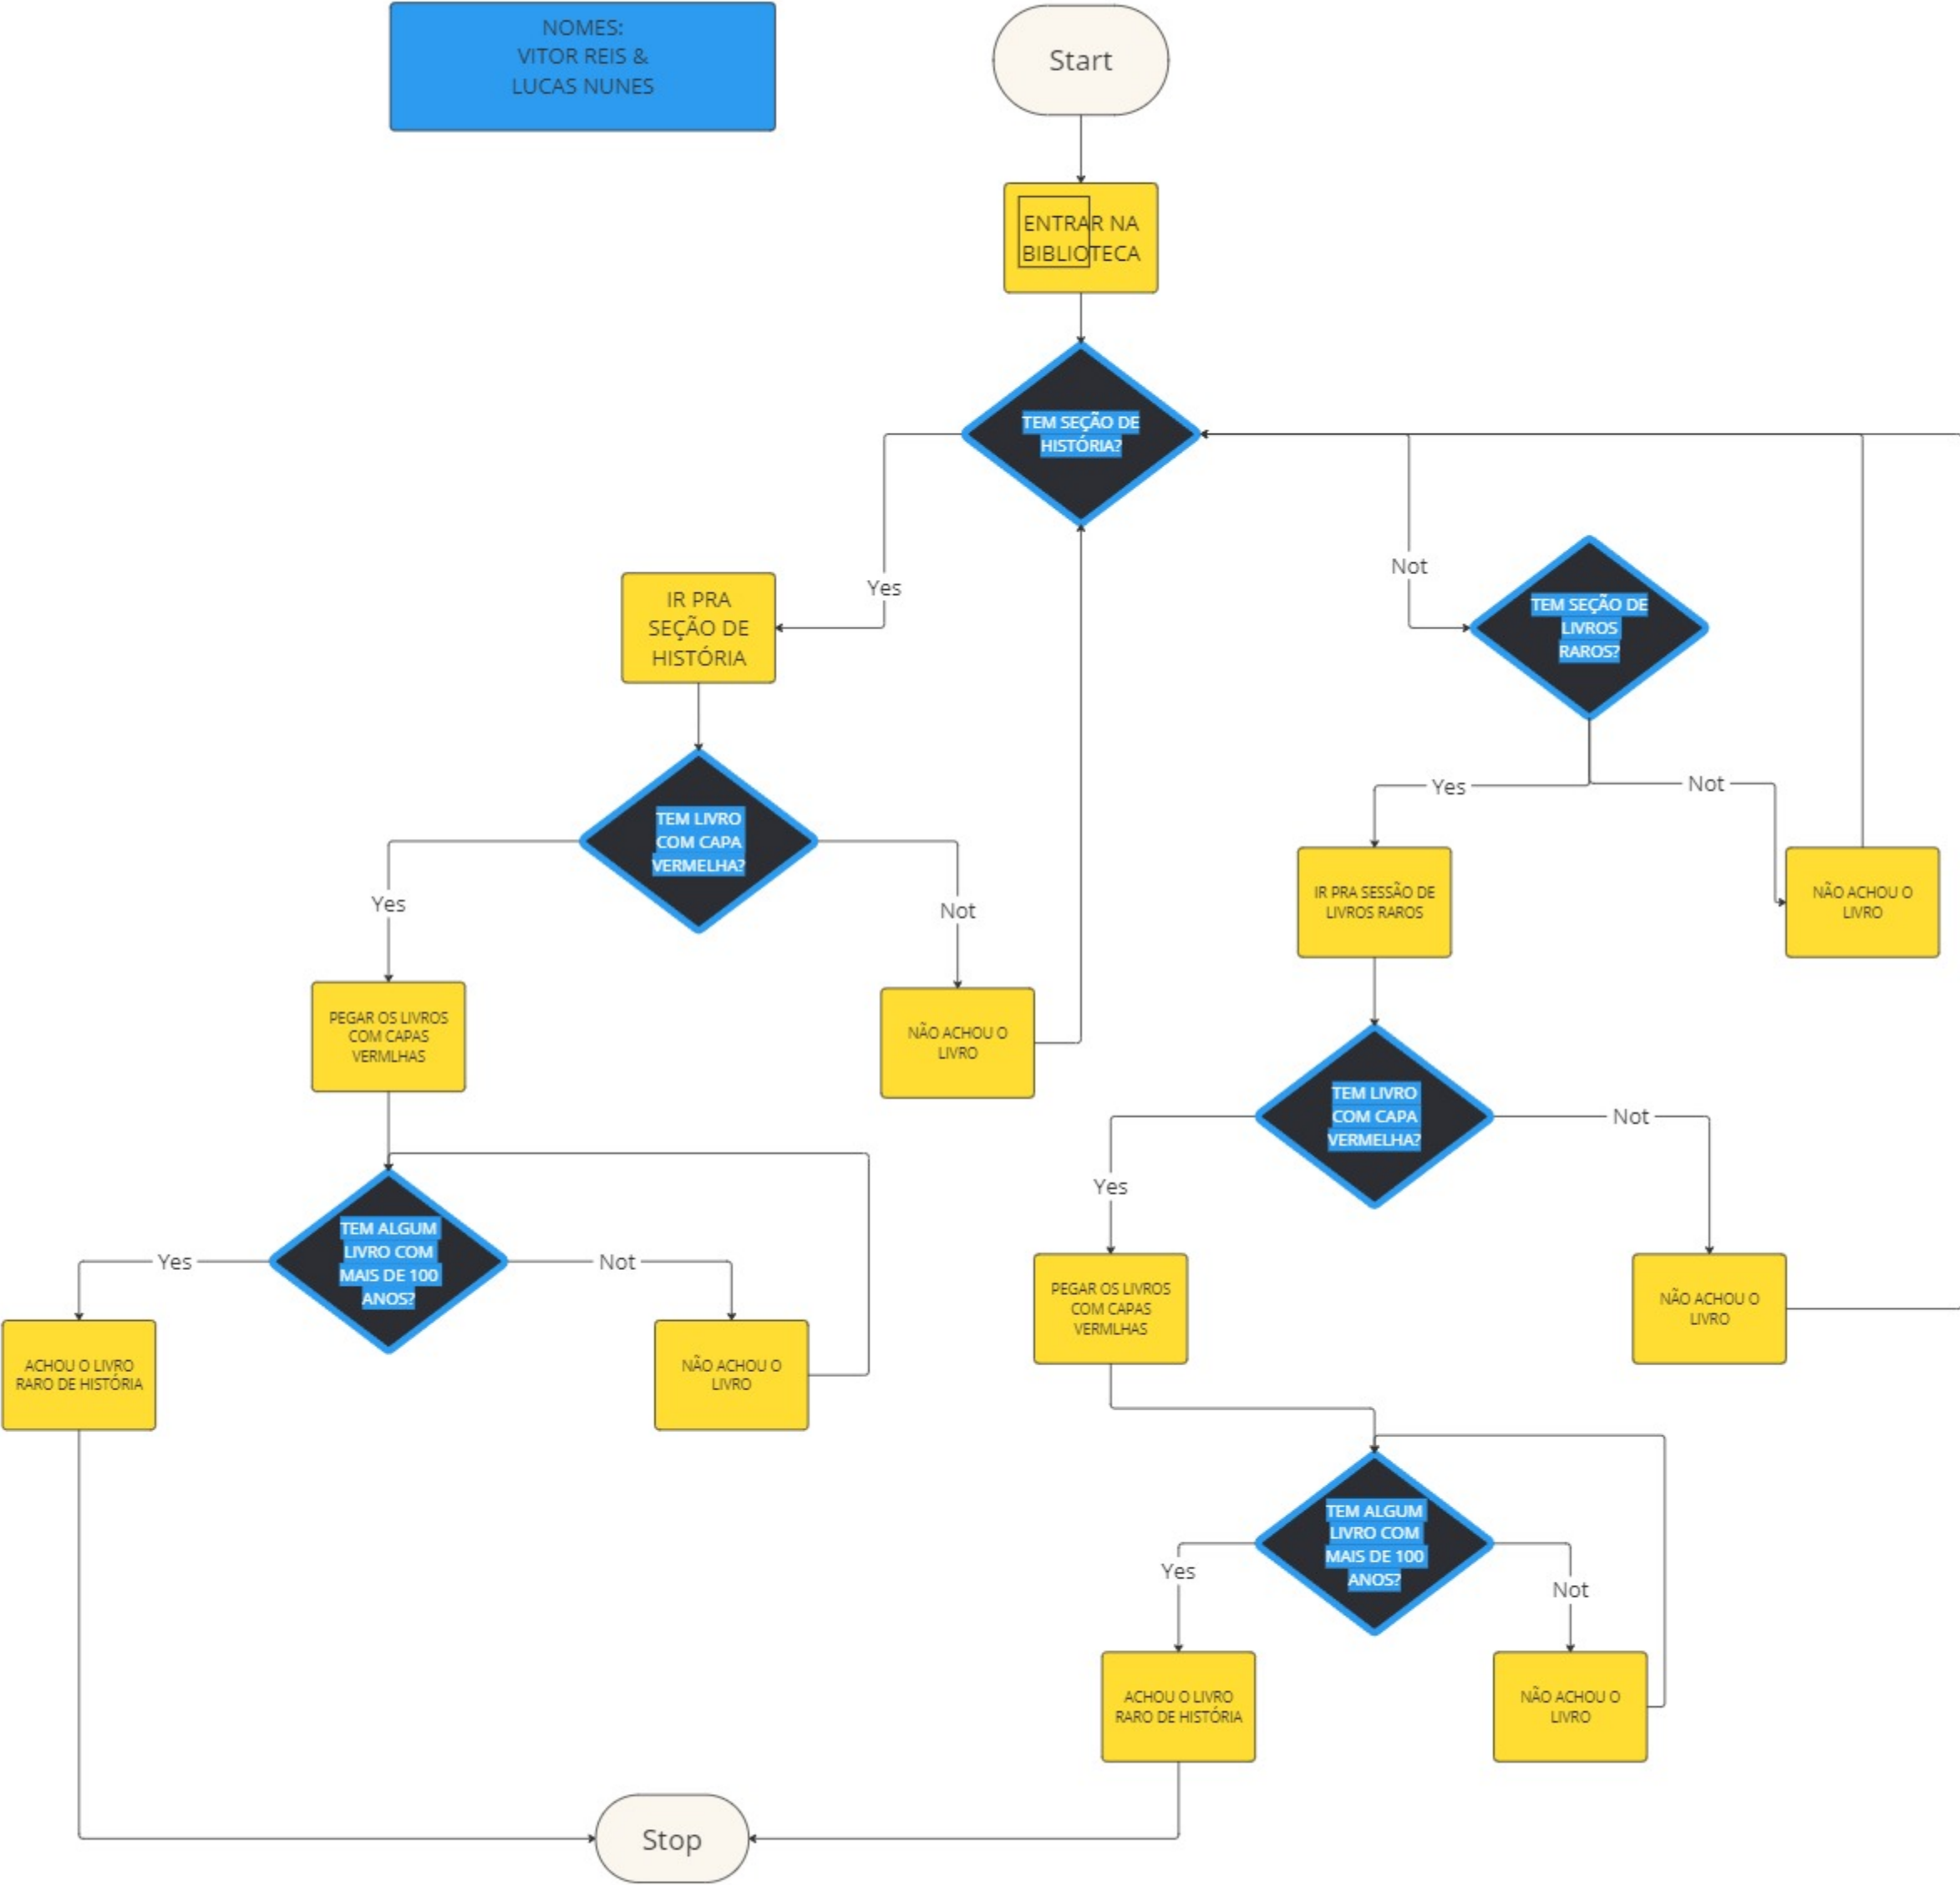 NOMES:
VITOR REIS &
LUCAS NUNES
Start
ENTRAR NA
BIBLIOTECA
TEM SEÇÃO DE
HISTÓRIA?
Yes
Not
IR PRA
SEÇÃO DE
HISTÓRIA
TEM SEÇÃO DE
LIVROS
RAROS?
TEM LIVRO
COM CAPA
VERMELHA?
Yes
Not
Yes
Not
IR PRA SESSÃO DE
LIVROS RAROS
NÃO ACHOU O
LIVRO
PEGAR OS LIVROS
COM CAPAS
VERMLHAS
NÃO ACHOU O
LIVRO
TEM LIVRO
COM CAPA
VERMELHA?
Yes
Not
TEM ALGUM
LIVRO COM
MAIS DE 100
ANOS?
Yes
Not
PEGAR OS LIVROS
COM CAPAS
VERMLHAS
NÃO ACHOU O
LIVRO
ACHOU O LIVRO
RARO DE HISTÓRIA
NÃO ACHOU O
LIVRO
TEM ALGUM
LIVRO COM
MAIS DE 100
ANOS?
Yes
Not
ACHOU O LIVRO
RARO DE HISTÓRIA
NÃO ACHOU O
LIVRO
Stop